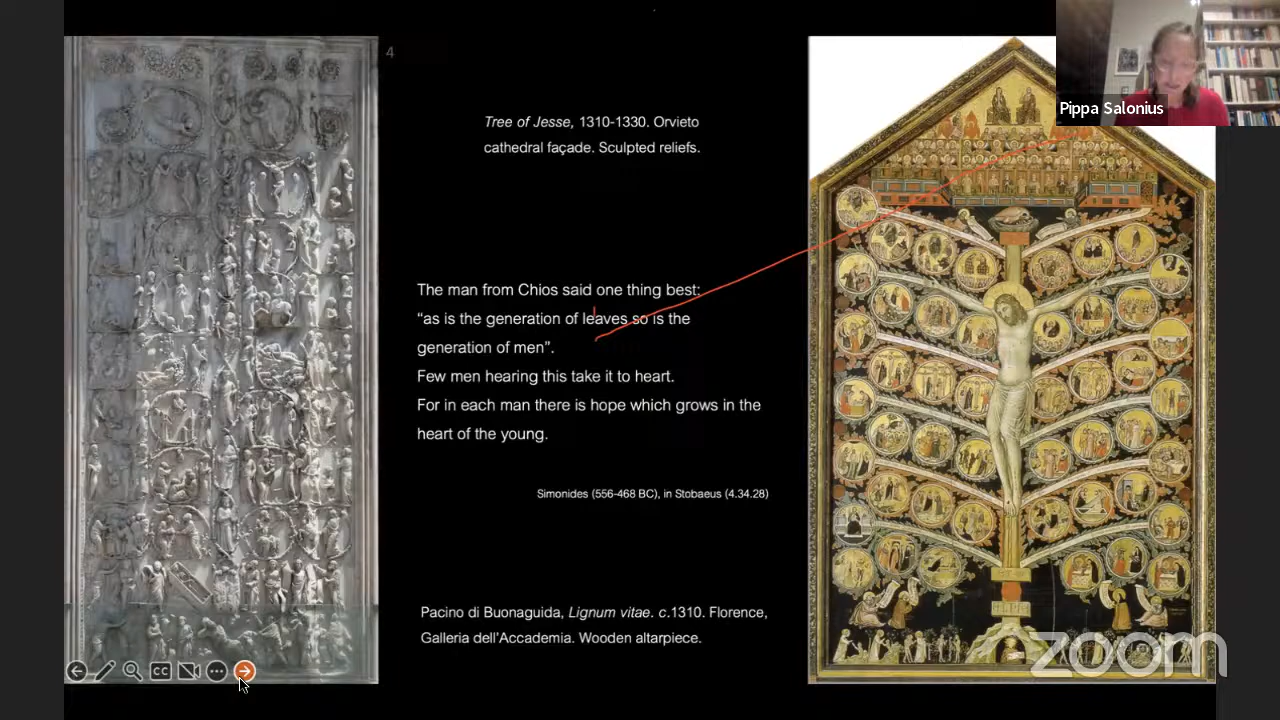 4
Tree of Jesse, 1310-1330. Orvieto
cathedral façade. Sculpted reliefs.
The man from Chios said one thing best:
“as is the generation of leaves so is the
generation of men”.
Few men hearing this take it to heart.
For in each man there is hope which grows in the
heart of the young.
Simonides (556-468 BC), in Stobaeus (4.34.28)
Pacino di Buonaguida, Lignum vitae. c.1310. Florence,
Galleria dell’Accademia. Wooden altarpiece.
Pippa Salonius
CC
zoom